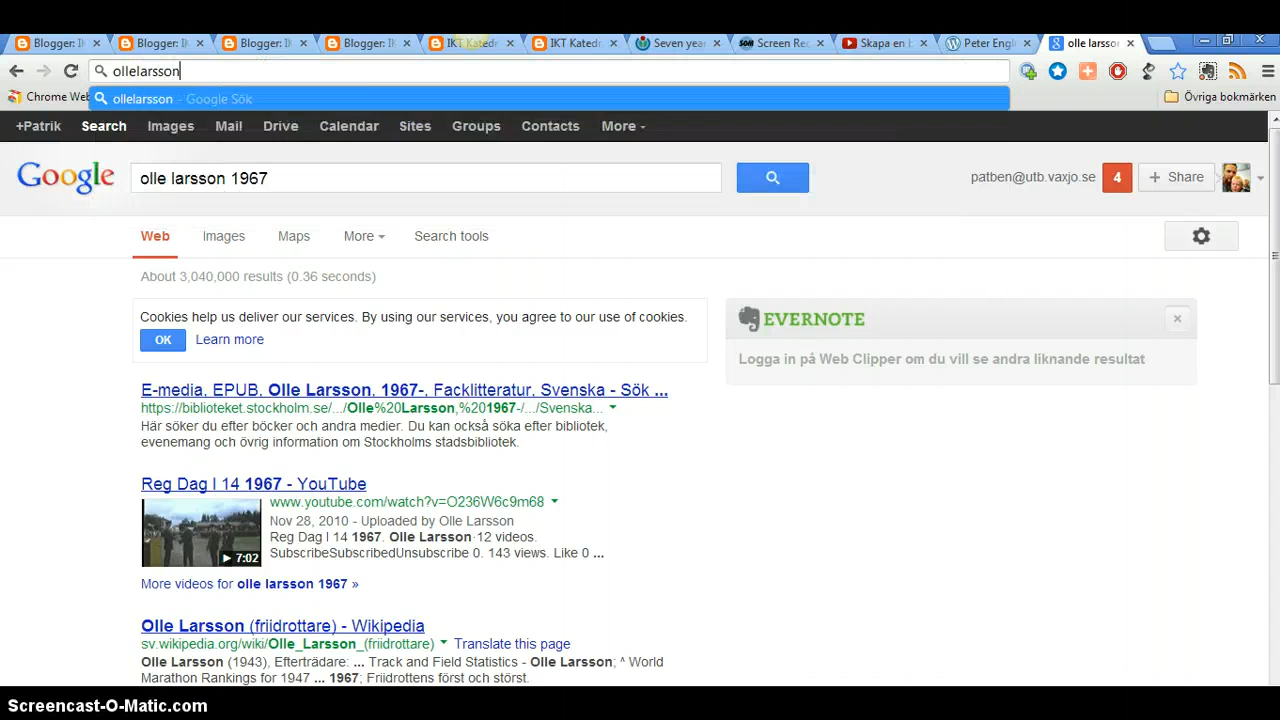 Blogger: IK
Blogger: IK
Blogger: IK
Blogger: IK
IKT Katedr
IKT Katedr
Seven year
Screen Rec
Skapa en b
Peter Engl
olle larsson
ollelarsson
ollelarsson - Google Sök
Chrome Web
Övriga bokmärken
+Patrik Search Images Mail Drive Calendar Sites Groups Contacts More
Google
olle larsson 1967
patben@utb.vaxjo.se
4
+ Share
Web Images Maps More Search tools
About 3,040,000 results (0.36 seconds)
Cookies help us deliver our services. By using our services, you agree to our use of cookies.
OK Learn more
EVERNOTE
Logga in på Web Clipper om du vill se andra liknande resultat
E-media, EPUB, Olle Larsson, 1967-, Facklitteratur, Svenska - Sök ...
https://biblioteket.stockholm.se/.../Olle%20Larsson,%201967-/.../Svenska...
Här söker du efter böcker och andra medier. Du kan också söka efter bibliotek,
evenemang och övrig information om Stockholms stadsbibliotek.
Reg Dag I 14 1967 - YouTube
www.youtube.com/watch?v=O236W6c9m68
Nov 28, 2010 - Uploaded by Olle Larsson
Reg Dag I 14 1967. Olle Larsson·12 videos.
SubscribeSubscribedUnsubscribe 0. 143 views. Like 0 ...
7:02
More videos for olle larsson 1967 »
Olle Larsson (friidrottare) - Wikipedia
sv.wikipedia.org/wiki/Olle_Larsson_(friidrottare) Translate this page
Olle Larsson (1943), Efterträdare: ... Track and Field Statistics - Olle Larsson; ^ World
Marathon Rankings for 1947 ... 1967; Friidrottens först och störst.
Screencast-O-Matic.com